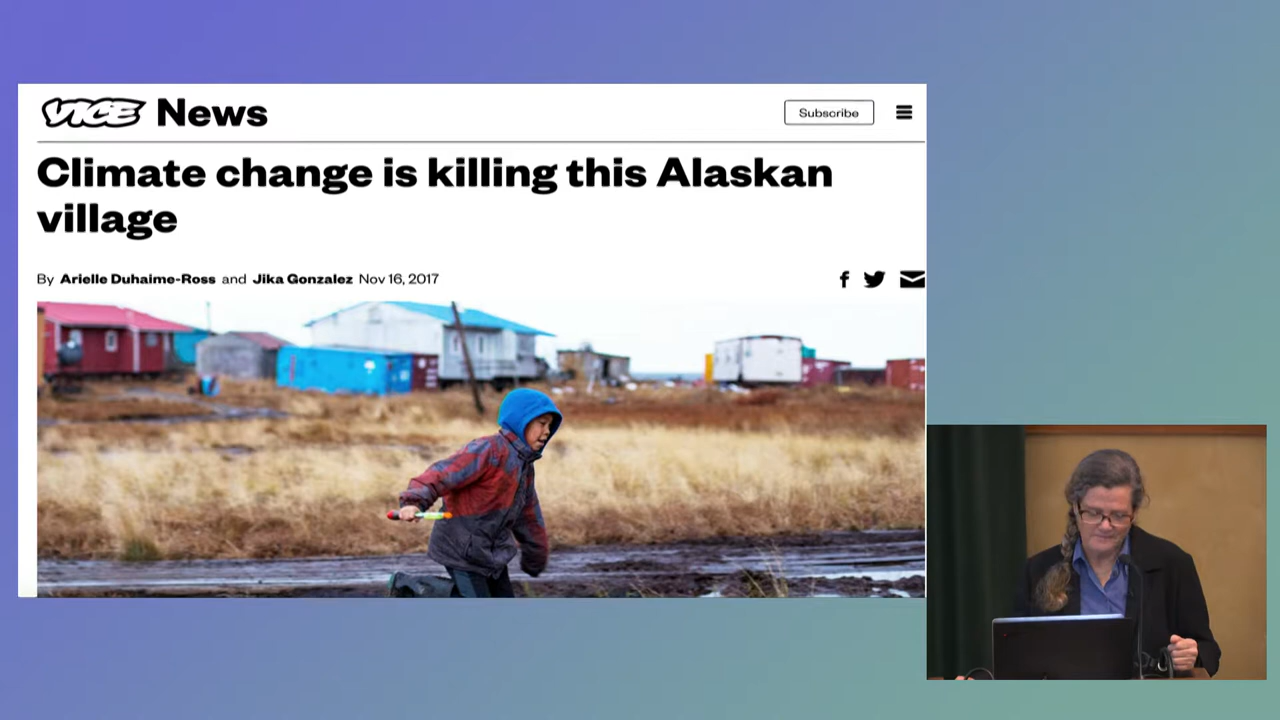 VICE News
Subscribe
Climate change is killing this Alaskan
village
By Arielle Duhaime-Ross and Jika Gonzalez Nov 16, 2017